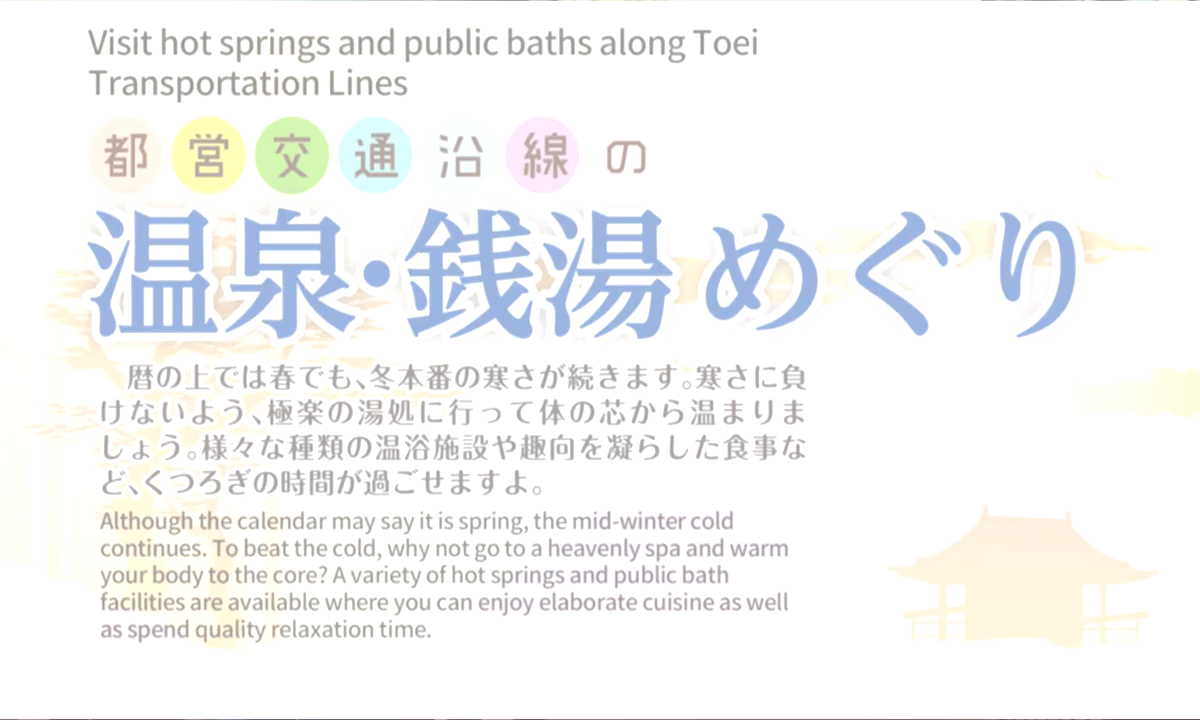 Visit hot springs and public baths along Toei
Transportation Lines
都営交通沿線の
温泉・銭湯めぐり
暦の上では春でも、冬本番の寒さが続きます。寒さに負
けないよう、極楽の湯処に行って体の芯から温まりま
しょう。様々な種類の温浴施設や趣向を凝らした食事な
ど、くつろぎの時間が過ごせますよ。
Although the calendar may say it is spring, the mid-winter cold
continues. To beat the cold, why not go to a heavenly spa and warm
your body to the core? A variety of hot springs and public bath
facilities are available where you can enjoy elaborate cuisine as well
as spend quality relaxation time.